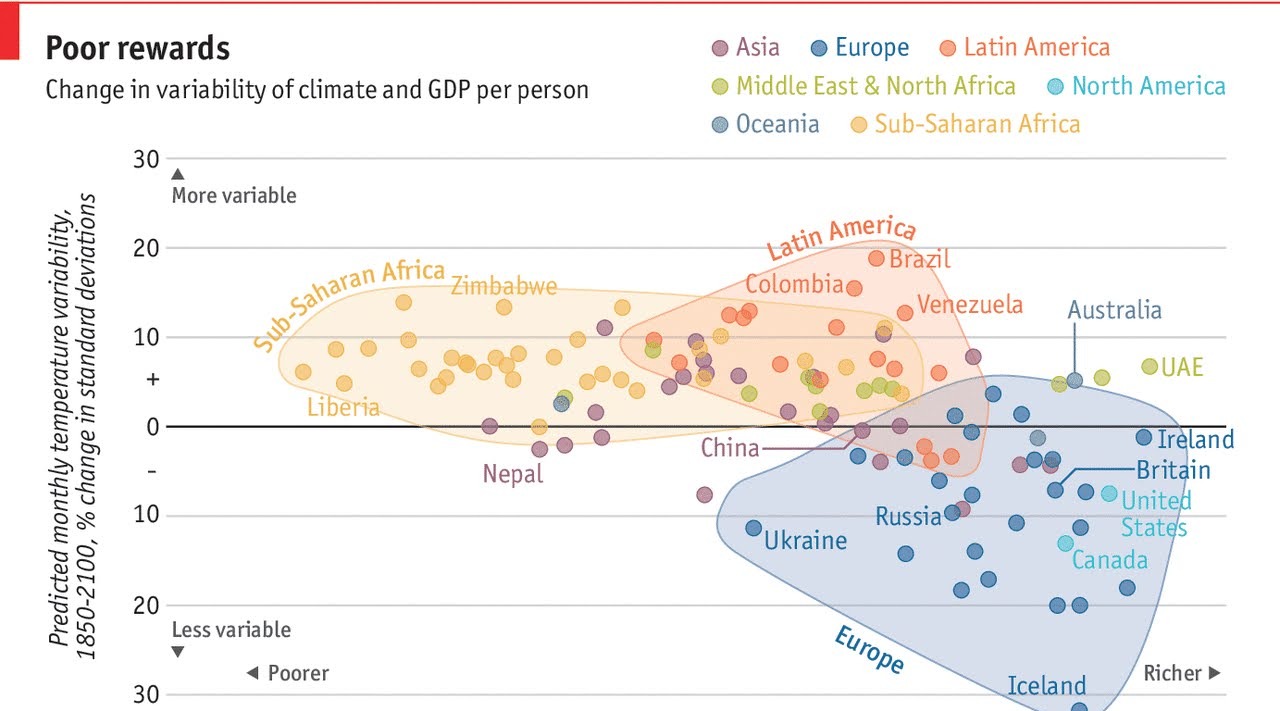 Poor rewards
Change in variability of climate and GDP per person
Asia
Europe
Latin America
Middle East & North Africa
North America
Oceania
Sub-Saharan Africa
Predicted monthly temperature variability,
1850-2100, % change in standard deviations
30
▲
More variable
20
10
+
0
-
10
20
30
Sub-Saharan Africa
Zimbabwe
Liberia
Latin America
Brazil
Colombia
Venezuela
Australia
UAE
China
Nepal
Ireland
Britain
United
States
Canada
Russia
Ukraine
Europe
Iceland
Less variable
▼
◀ Poorer
Richer ▶